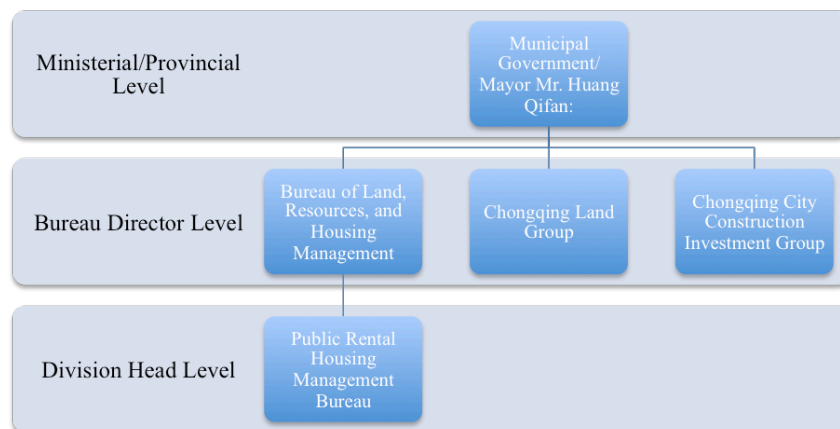 Ministerial/Provincial
Level
Municipal
Government/
Mayor Mr. Huang
Qifan:
Bureau Director Level
Bureau of Land,
Resources, and
Housing
Management
Chongqing Land
Group
Chongqing City
Construction
Investment Group
Division Head Level
Public Rental
Housing
Management
Bureau